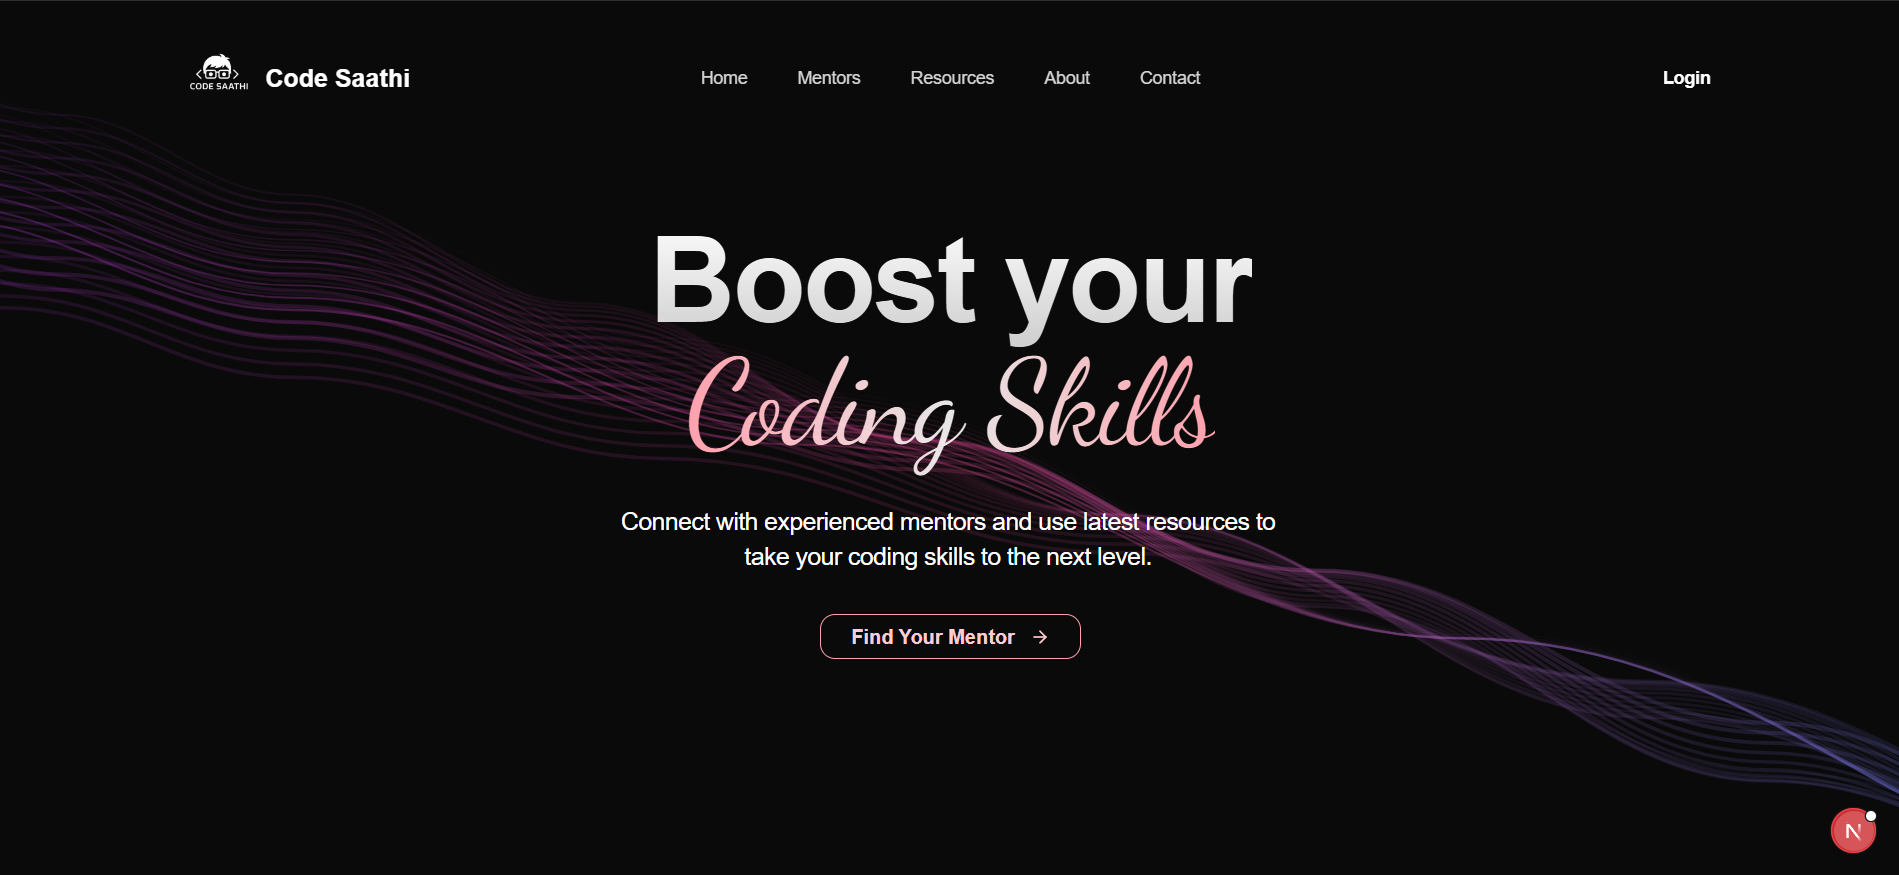 CODE SAATHI
Code Saathi
Home
Mentors
Resources
About
Contact
Login
Boost your
Coding Skills
Connect with experienced mentors and use latest resources to
take your coding skills to the next level.
Find Your Mentor →
N